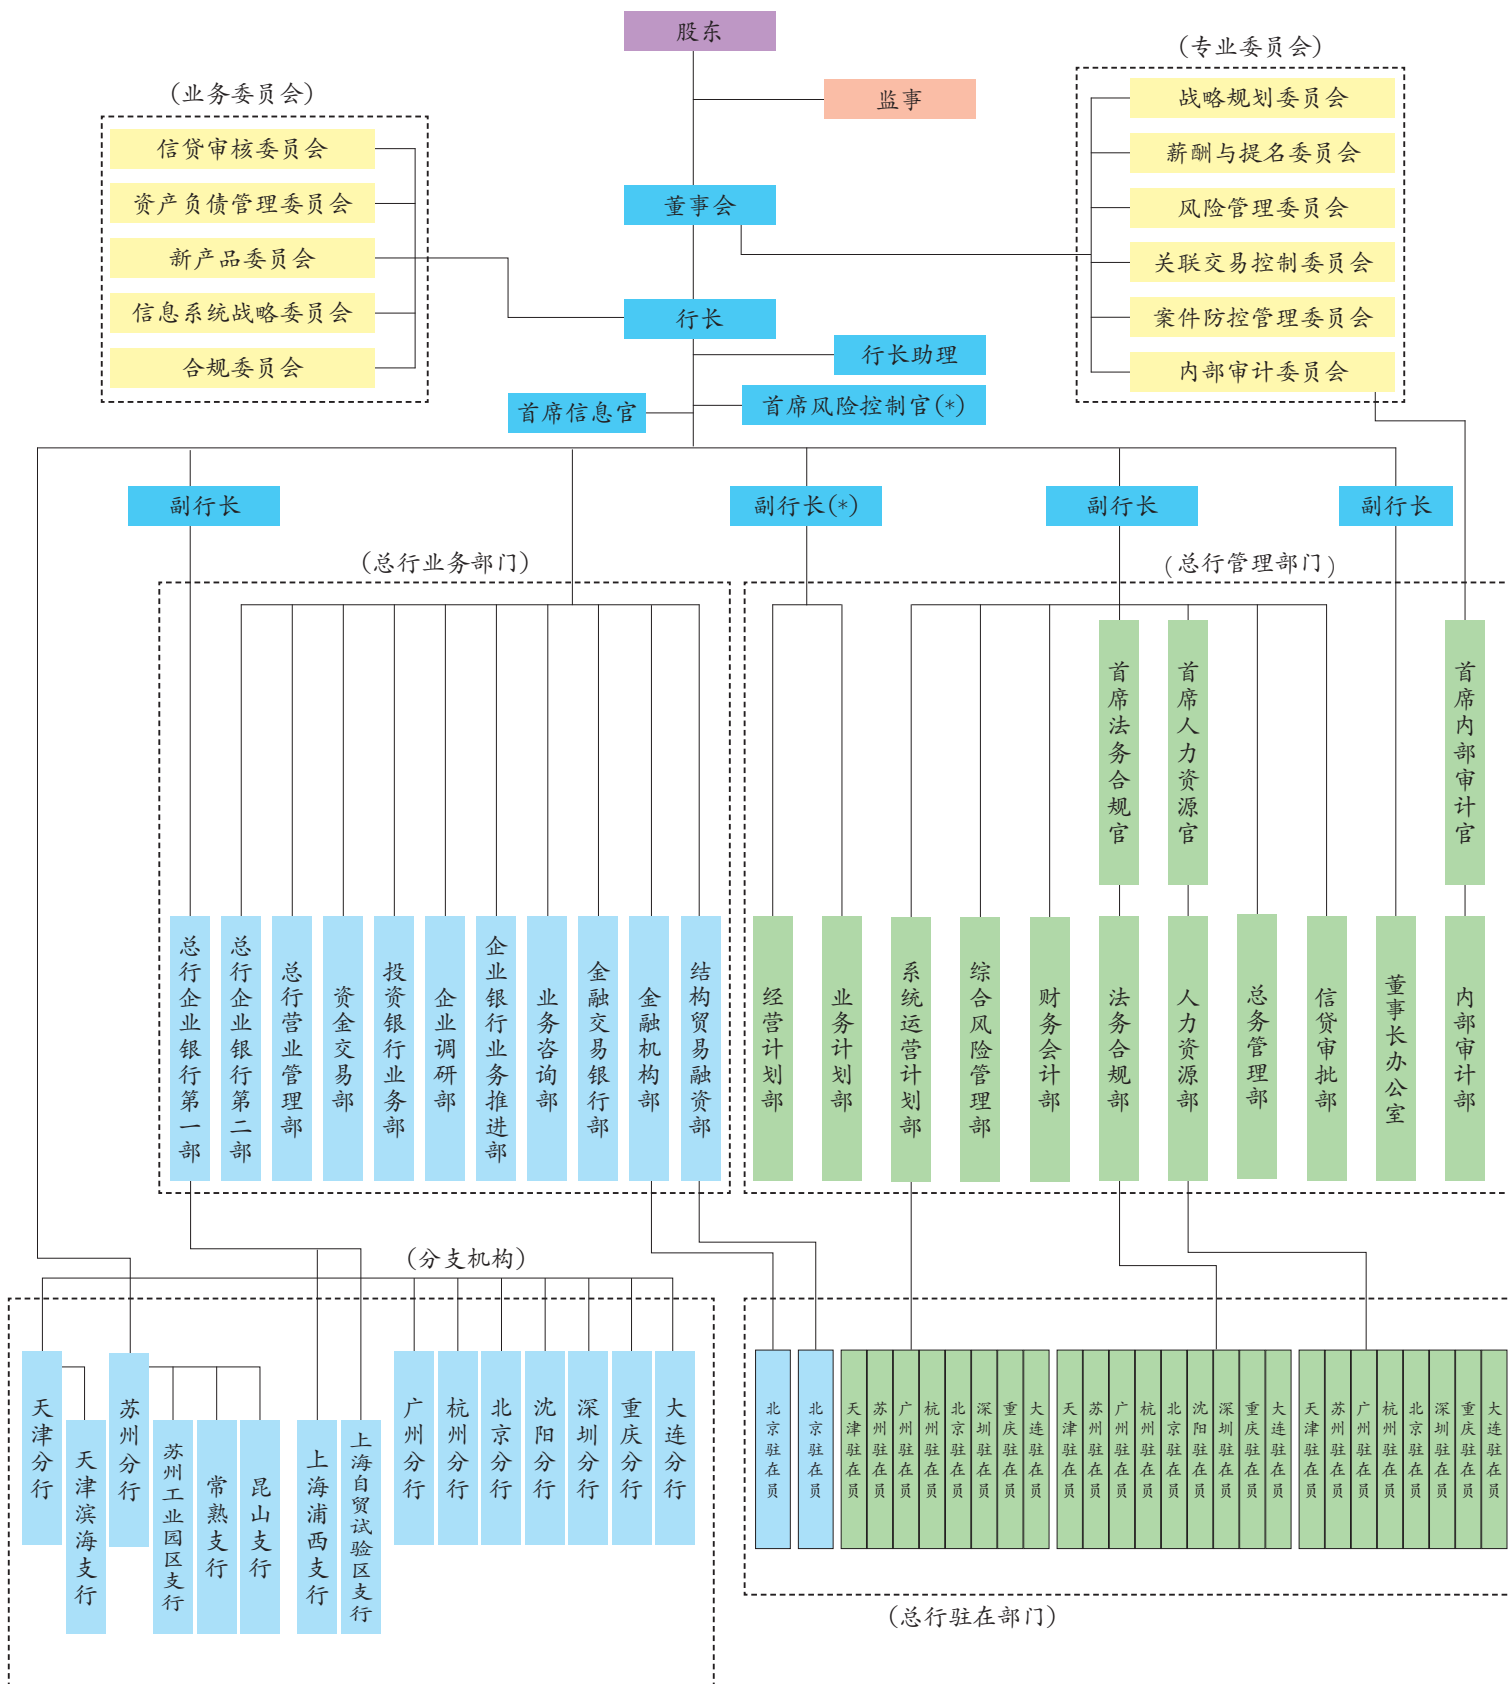 股东
(专业委员会)
监事
战略规划委员会
(业务委员会)
信贷审核委员会
薪酬与提名委员会
资产负债管理委员会
董事会
风险管理委员会
新产品委员会
关联交易控制委员会
信息系统战略委员会
行长
案件防控管理委员会
合规委员会
行长助理
内部审计委员会
首席信息官
首席风险控制官(*)
副行长
副行长(*)
副行长
副行长
(总行业务部门)
(总行管理部门)
首席法务合规官
首席人力资源官
首席内部审计官
总行企业银行第一部
总行企业银行第二部
总行营业管理部
资金交易部
投资银行业务部
企业调研部
企业银行业务推进部
业务咨询部
金融交易银行部
金融机构部
结构贸易融资部
经营计划部
业务计划部
系统运营计划部
综合风险管理部
财务会计部
法务合规部
人力资源部
总务管理部
信贷审批部
董事长办公室
内部审计部
(分支机构)
天津分行
天津滨海支行
苏州分行
苏州工业园区支行
常熟支行
昆山支行
上海浦西支行
上海自贸试验区支行
广州分行
杭州分行
北京分行
沈阳分行
深圳分行
重庆分行
大连分行
北京驻在员
北京驻在员
天津驻在员
苏州驻在员
广州驻在员
杭州驻在员
北京驻在员
深圳驻在员
重庆驻在员
大连驻在员
天津驻在员
苏州驻在员
广州驻在员
杭州驻在员
北京驻在员
沈阳驻在员
深圳驻在员
重庆驻在员
大连驻在员
天津驻在员
苏州驻在员
广州驻在员
杭州驻在员
北京驻在员
深圳驻在员
重庆驻在员
大连驻在员
(总行驻在部门)